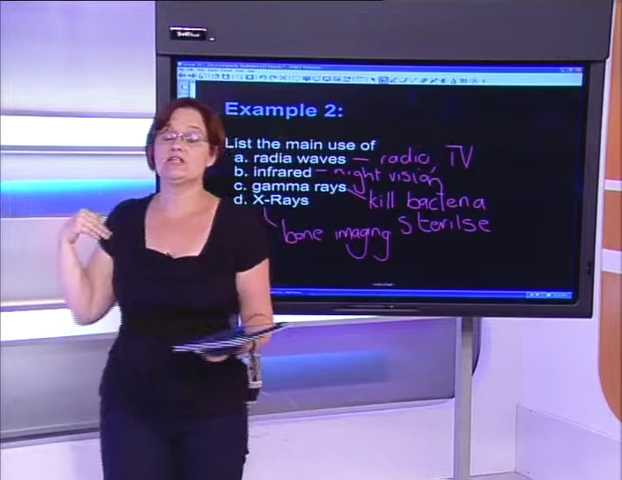 Example 2:
List the main use of
a. radia waves – radio, TV
b. infrared – night vision
c. gamma rays kill bactena
d. X-Rays sterilse
bone imaging